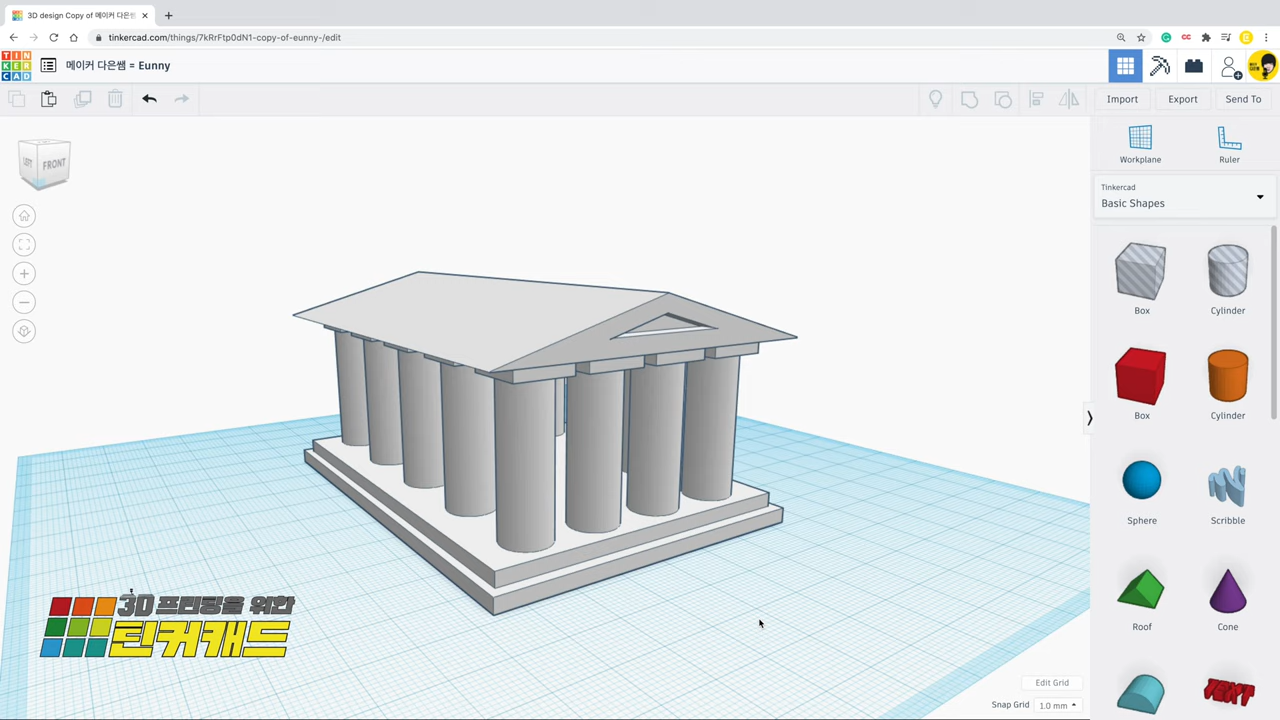 3D design Copy of 메이커 다은쌤
tinkercad.com/things/7kRrFtp0dN1-copy-of-eunny-/edit
TIN
KER
CAD
메이커 다은쌤 = Eunny
Import
Export
Send To
LEFT
FRONT
Workplane
Ruler
Tinkercad
Basic Shapes
Box
Cylinder
Box
Cylinder
Sphere
Scribble
Roof
Cone
TEXT
3D 프린팅을 위한
틴커캐드
Edit Grid
Snap Grid 1.0 mm